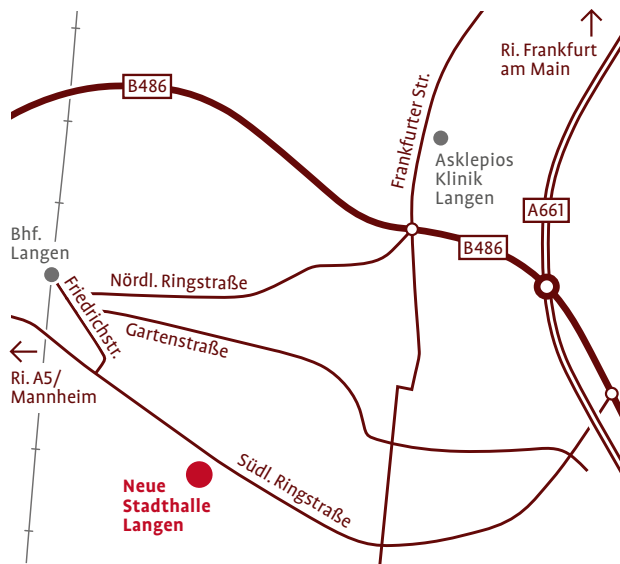 Ri. Frankfurt
am Main
B486
Frankfurter Str.
Asklepios
Klinik
Langen
A661
Bhf.
Langen
B486
Nördl. Ringstraße
Friedrichstr.
Gartenstraße
Ri. A5/
Mannheim
Südl. Ringstraße
Neue
Stadthalle
Langen